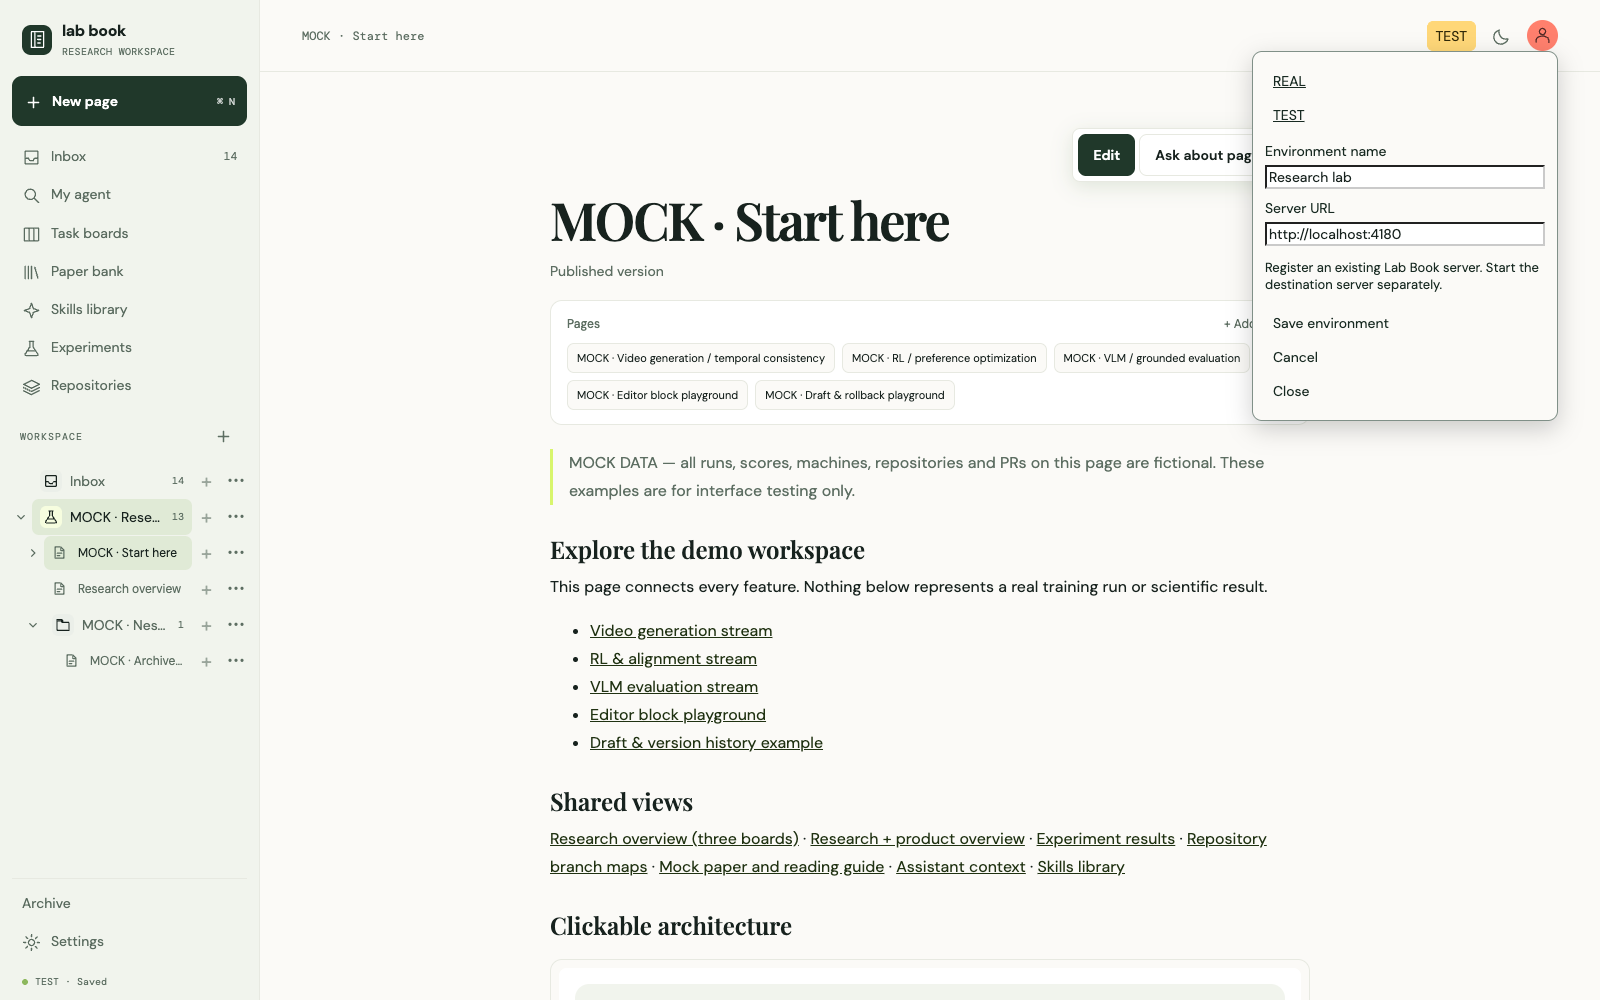 lab book
RESEARCH WORKSPACE
New page ⌘ N
Inbox 14
My agent
Task boards
Paper bank
Skills library
Experiments
Repositories
WORKSPACE
Inbox 14
MOCK · Rese... 13
MOCK · Start here
Research overview
MOCK · Nes... 1
MOCK · Archive...
Archive
Settings
TEST · Saved
MOCK · Start here
TEST
Edit
Ask about pag
MOCK · Start here
Published version
Pages
+ Add
MOCK · Video generation / temporal consistency
MOCK · RL / preference optimization
MOCK · VLM / grounded evaluation
MOCK · Editor block playground
MOCK · Draft & rollback playground
MOCK DATA — all runs, scores, machines, repositories and PRs on this page are fictional. These
examples are for interface testing only.
Explore the demo workspace
This page connects every feature. Nothing below represents a real training run or scientific result.
Video generation stream
RL & alignment stream
VLM evaluation stream
Editor block playground
Draft & version history example
Shared views
Research overview (three boards) · Research + product overview · Experiment results · Repository
branch maps · Mock paper and reading guide · Assistant context · Skills library
Clickable architecture
REAL
TEST
Environment name
Research lab
Server URL
http://localhost:4180
Register an existing Lab Book server. Start the
destination server separately.
Save environment
Cancel
Close